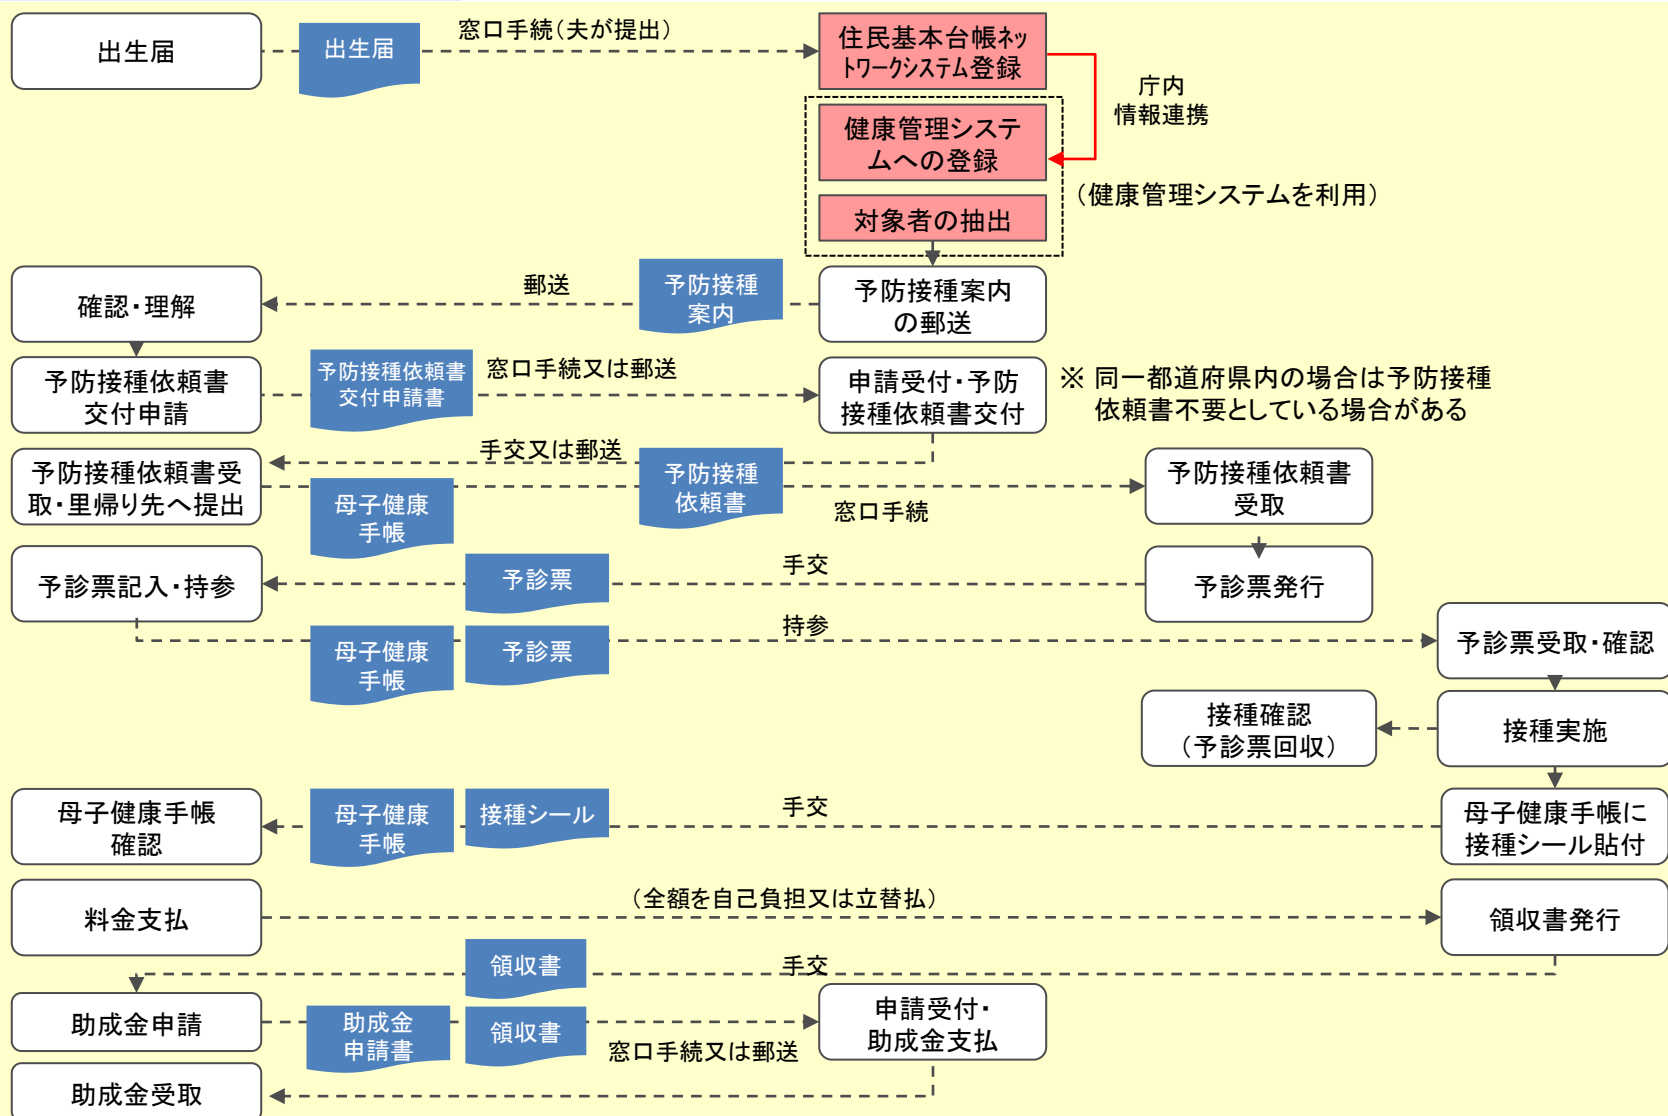 出生届
出生届
窓口手続(夫が提出)
住民基本台帳ネッ
トワークシステム登録
庁内
情報連携
健康管理システ
ムへの登録
(健康管理システムを利用)
対象者の抽出
確認・理解
郵送
予防接種
案内
予防接種案内
の郵送
予防接種依頼書
交付申請
予防接種依頼書
交付申請書
窓口手続又は郵送
申請受付・予防
接種依頼書交付
※ 同一都道府県内の場合は予防接種
依頼書不要としている場合がある
手交又は郵送
予防接種依頼書受
取・里帰り先へ提出
母子健康
手帳
予防接種
依頼書
窓口手続
予防接種依頼書
受取
予診票記入・持参
予診票
手交
予診票発行
母子健康
手帳
予診票
持参
予診票受取・確認
接種確認
(予診票回収)
接種実施
母子健康手帳
確認
母子健康
手帳
接種シール
手交
母子健康手帳に
接種シール貼付
料金支払
(全額を自己負担又は立替払)
領収書発行
領収書
手交
助成金申請
助成金
申請書
領収書
窓口手続又は郵送
申請受付・
助成金支払
助成金受取